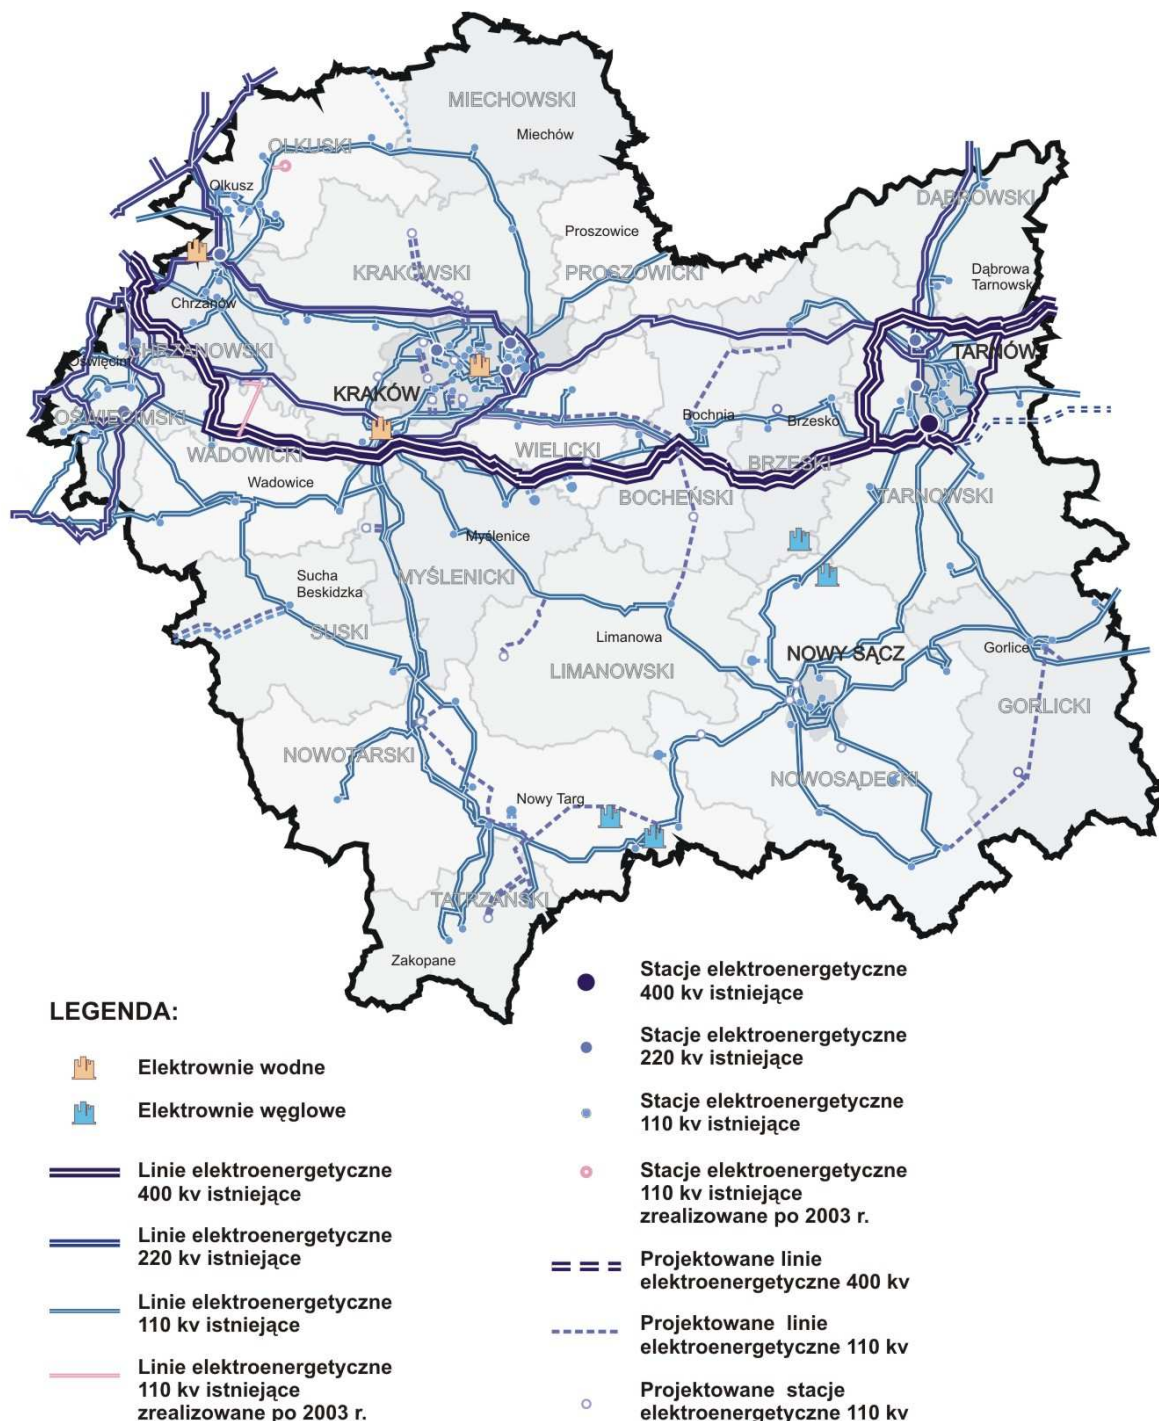 MIECHOWSKI
Miechów
OLKUSKI
Olkusz
DĄBROWSKI
Proszowice
KRAKOWSKI
PROSZOWICKI
Dąbrowa
Tarnowsk
Chrzanów
CHRZANOWSKI
Oświęcim
TARNÓW
KRAKÓW
OŚWIĘCIMSKI
Bochnia
Brzesko
WADOWICKI
WIELICKI
BRZESKI
Wadowice
BOCHEŃSKI
TARNOWSKI
Myślenice
Sucha
Beskidzka
MYŚLENICKI
SUSKI
Limanowa
NOWY SĄCZ
Gorlice
LIMANOWSKI
GORLICKI
NOWOTARSKI
NOWOSĄDECKI
Nowy Targ
TATRZAŃSKI
Zakopane
LEGENDA:
Elektrownie wodne
Elektrownie węglowe
Linie elektroenergetyczne
400 kv istniejące
Linie elektroenergetyczne
220 kv istniejące
Linie elektroenergetyczne
110 kv istniejące
Linie elektroenergetyczne
110 kv istniejące
zrealizowane po 2003 r.
Stacje elektroenergetyczne
400 kv istniejące
Stacje elektroenergetyczne
220 kv istniejące
Stacje elektroenergetyczne
110 kv istniejące
Stacje elektroenergetyczne
110 kv istniejące
zrealizowane po 2003 r.
Projektowane linie
elektroenergetyczne 400 kv
Projektowane linie
elektroenergetyczne 110 kv
Projektowane stacje
elektroenergetyczne 110 kv